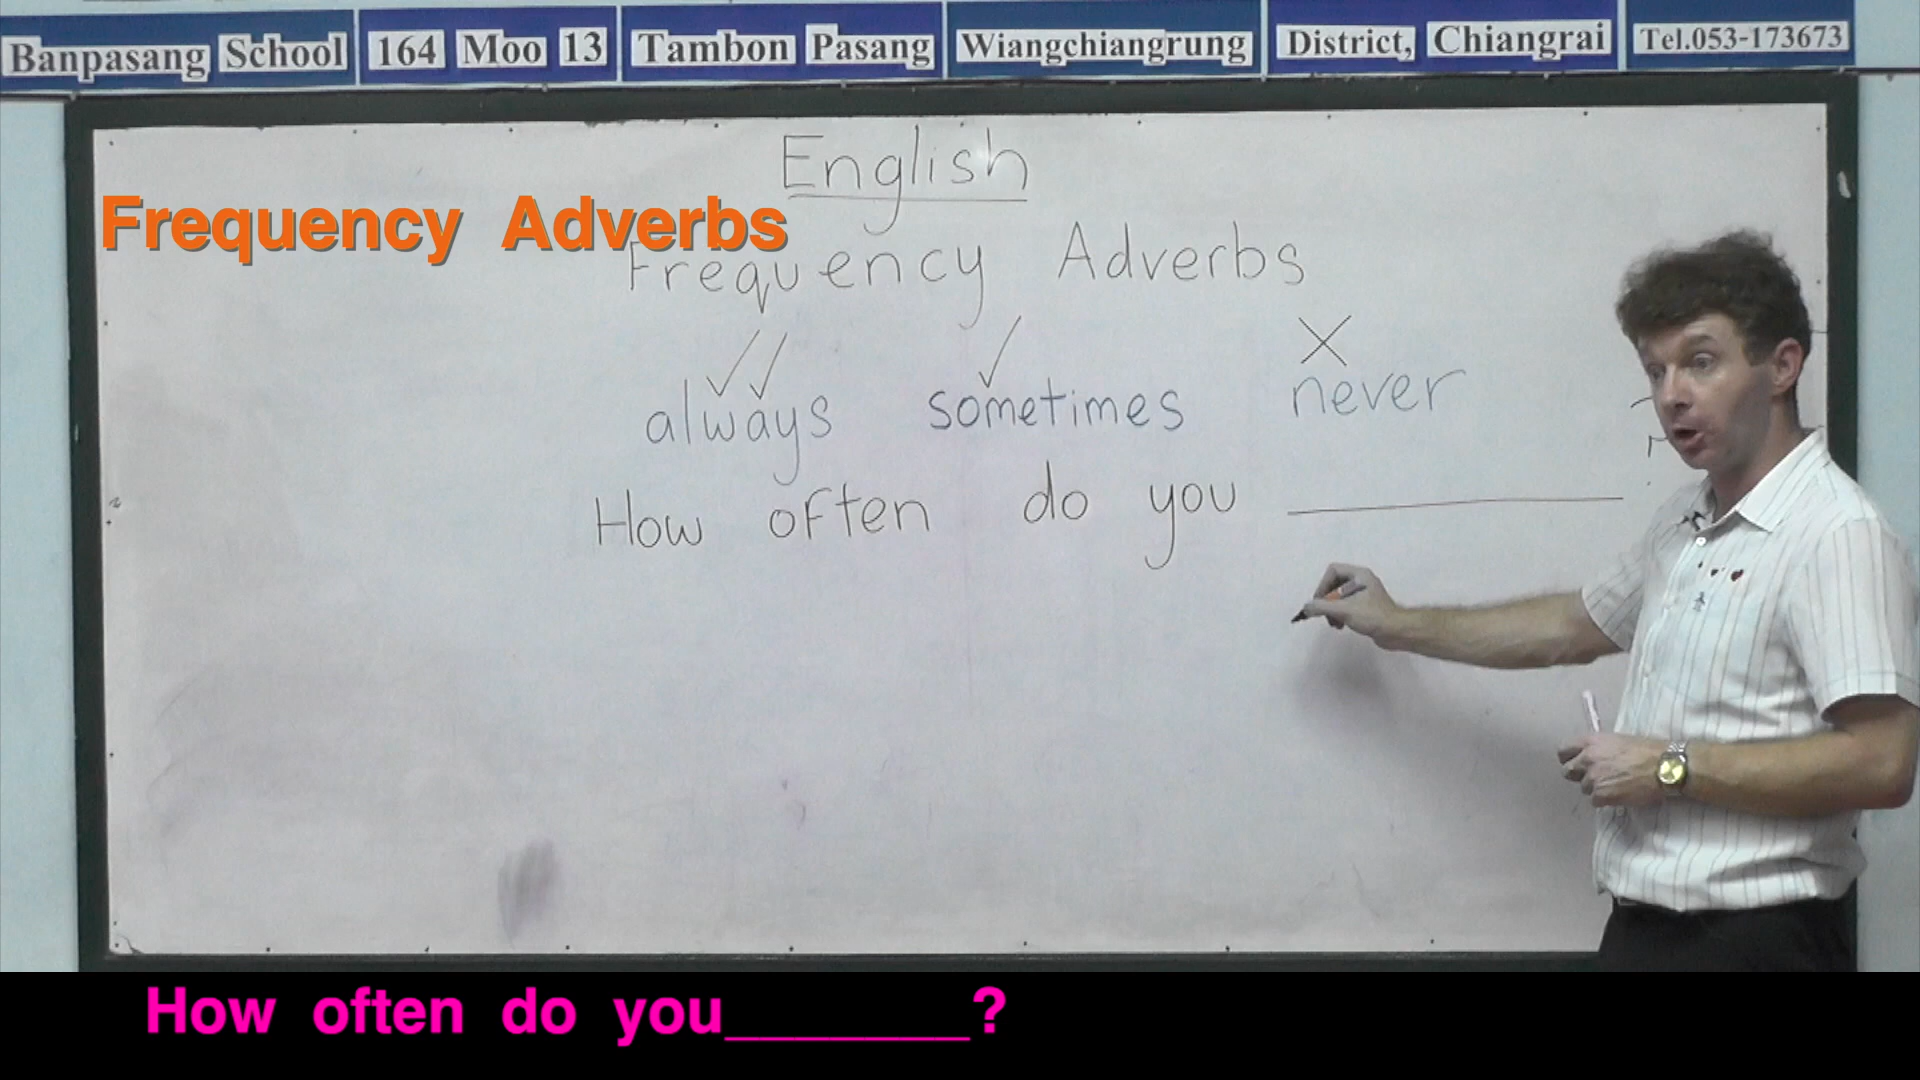 Banpasang School 164 Moo 13 Tambon Pasang Wiangchiangrung District, Chiangrai Tel.053-173673
English
Frequency Adverbs
Frequency Adverbs
always sometimes never
How often do you ________
How often do you________?